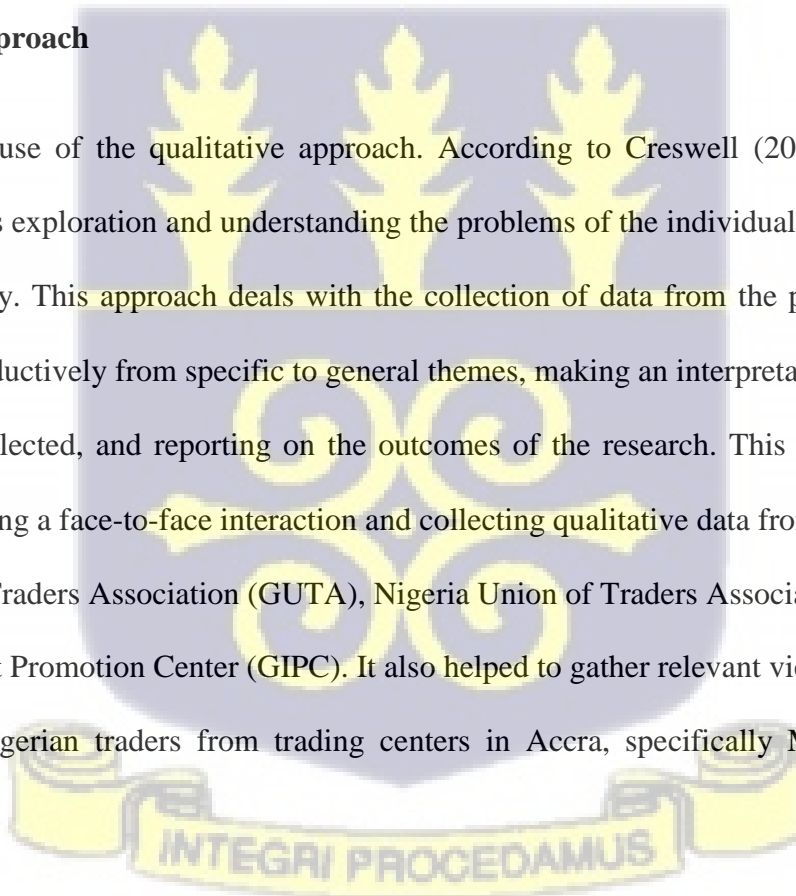 proach
use of the qualitative approach. According to Creswell (20
s exploration and understanding the problems of the individual
y. This approach deals with the collection of data from the p
ductively from specific to general themes, making an interpreta
lected, and reporting on the outcomes of the research. This
ng a face-to-face interaction and collecting qualitative data fro
Traders Association (GUTA), Nigeria Union of Traders Associa
t Promotion Center (GIPC). It also helped to gather relevant vie
gerian traders from trading centers in Accra, specifically M
INTEGRI PROCEDAMUS